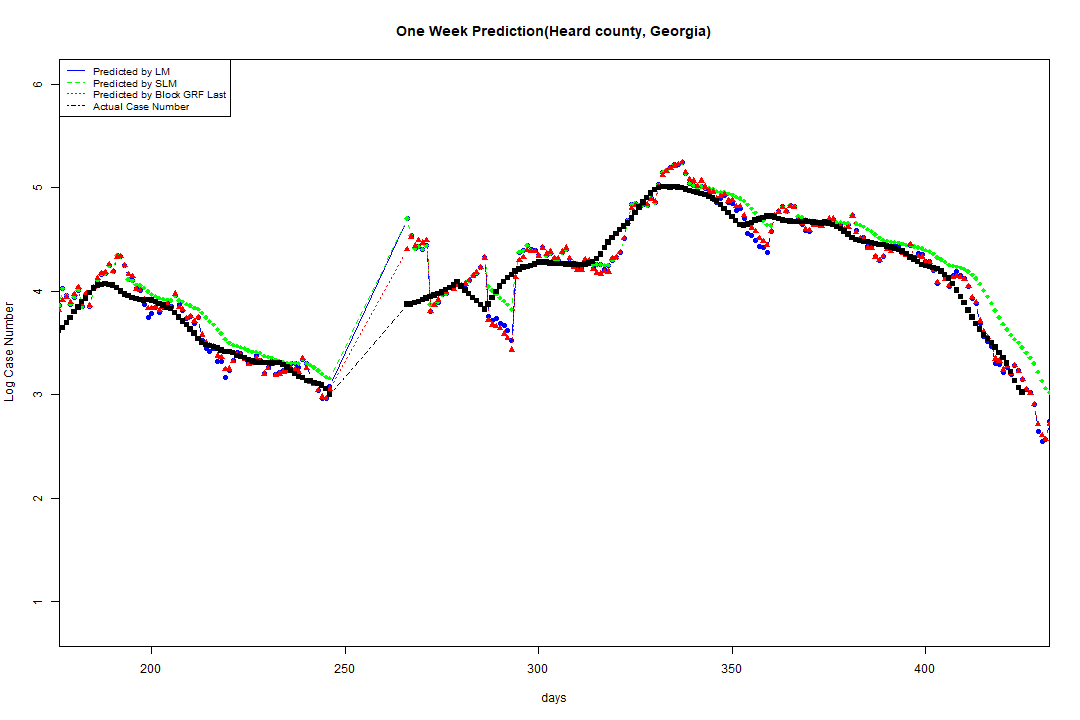 One Week Prediction(Heard county, Georgia)
Predicted by LM
Predicted by SLM
Predicted by Block GRF Last
Actual Case Number
6
5
4
3
2
1
Log Case Number
200 250 300 350 400
days